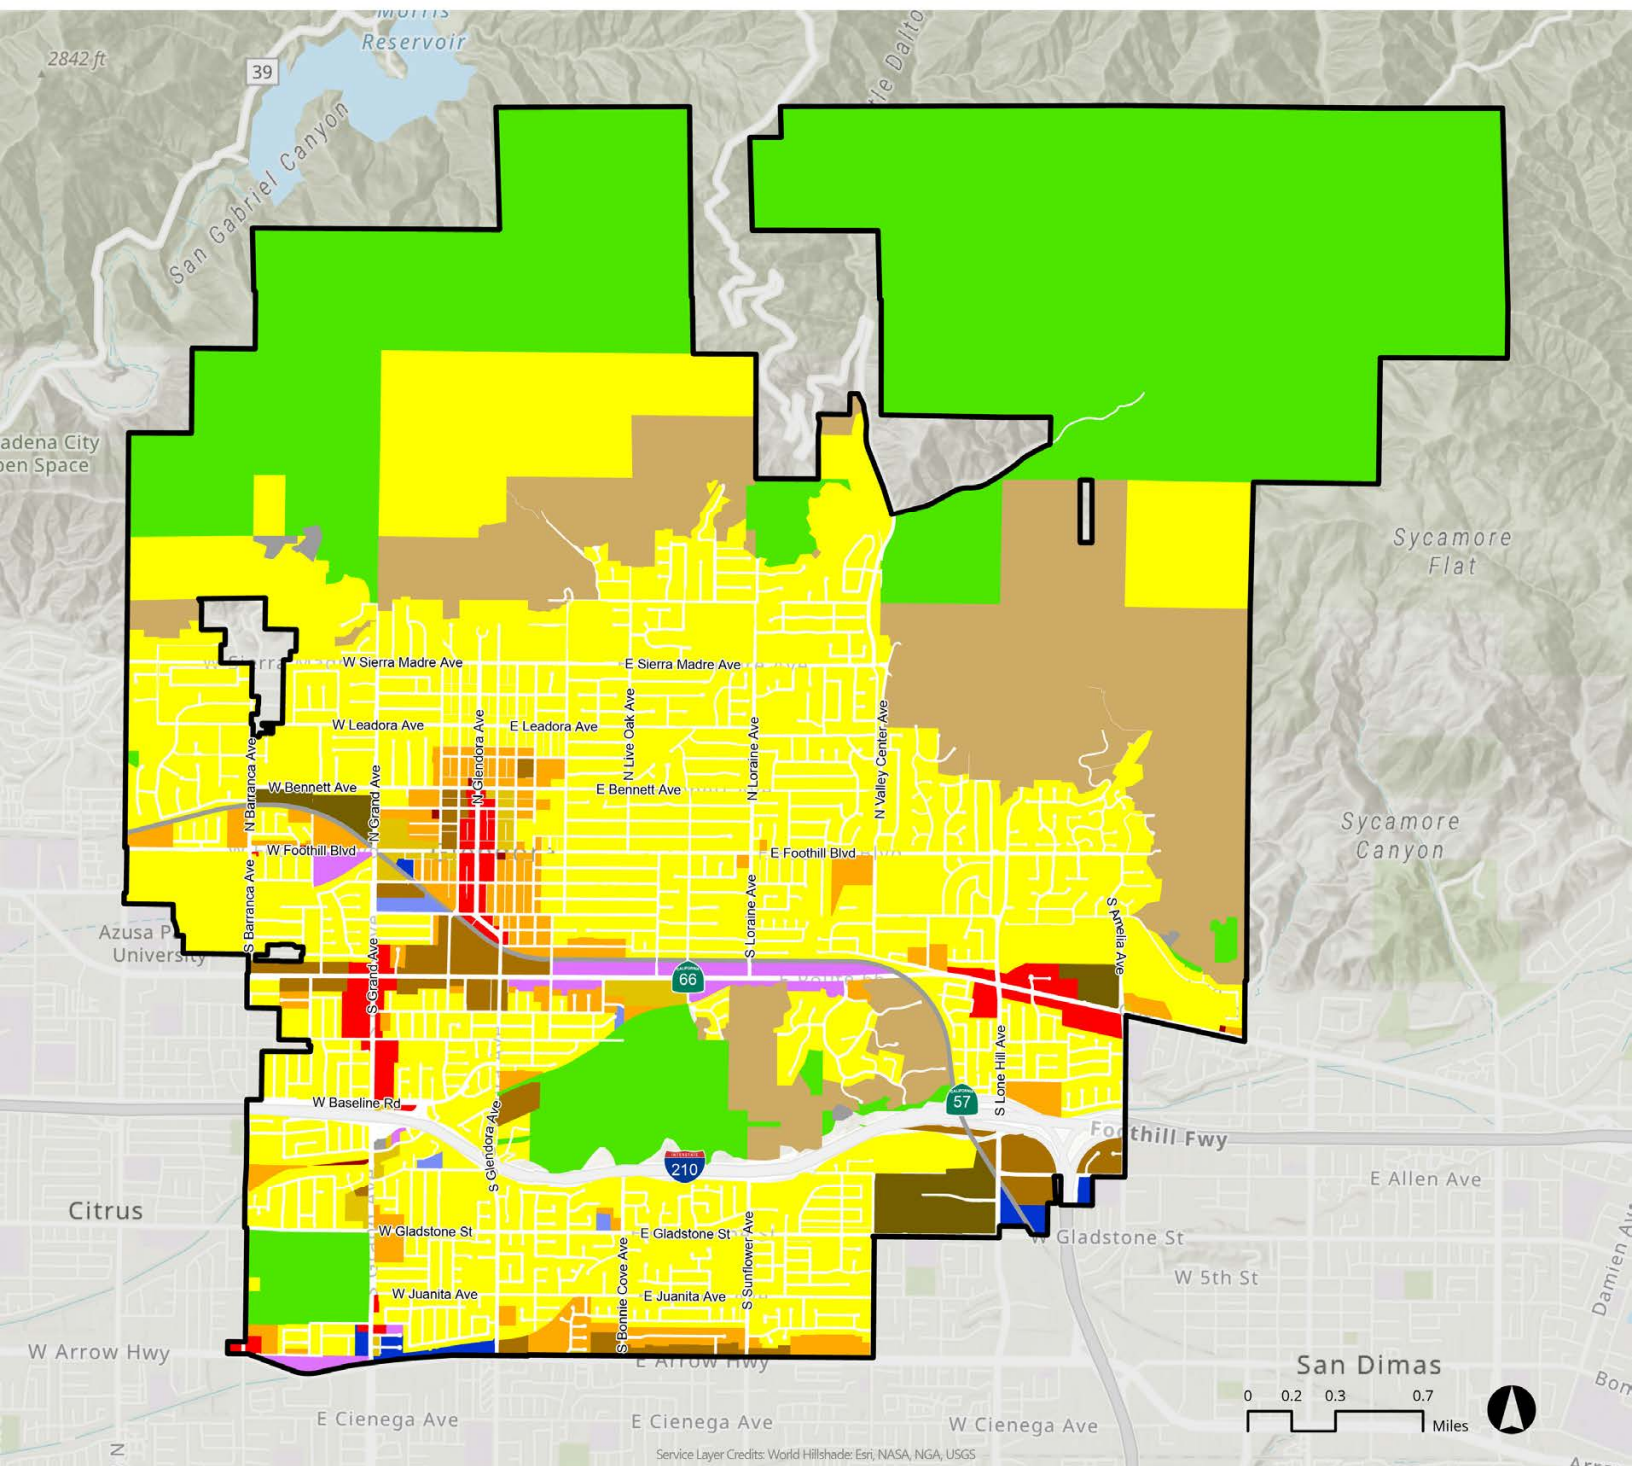 Morris
Reservoir
2842 ft
39
San Gabriel Canyon
adena City
pen Space
Sycamore
Flat
W Sierra Madre Ave
E Sierra Madre Ave
W Leadora Ave
E Leadora Ave
N Glendora Ave
N Live Oak Ave
N Loraine Ave
N Valley Center Ave
N Barranca Ave
W Bennett Ave
N Grand Ave
E Bennett Ave
W Foothill Blvd
E Foothill Blvd
Sycamore
Canyon
S Barranca Ave
S Loraine Ave
S Amelia Ave
Azusa P
University
S Grand Ave
CALIFORNIA
66
S Lone Hill Ave
W Baseline Rd
CALIFORNIA
57
Foothill Fwy
S Glendora Ave
INTERSTATE
210
E Allen Ave
Citrus
W Gladstone St
E Gladstone St
W Gladstone St
S Bonnie Cove Ave
S Sunflower Ave
W 5th St
Damien Av
W Juanita Ave
E Juanita Ave
W Arrow Hwy
E Arrow Hwy
San Dimas
0 0.2 0.3 0.7
Miles
Bon
E Cienega Ave
E Cienega Ave
W Cienega Ave
N
Service Layer Credits: World Hillshade: Esri, NASA, NGA, USGS